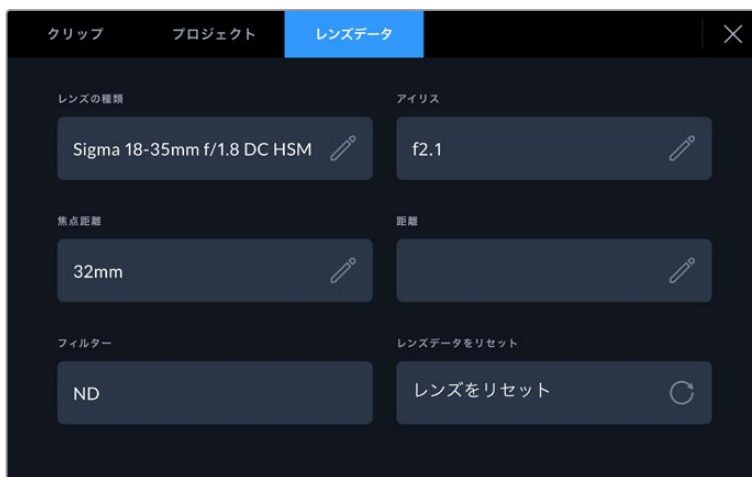 クリップ プロジェクト レンズデータ
レンズの種類 アイリス
Sigma 18-35mm f/1.8 DC HSM f2.1
焦点距離 距離
32mm
フィルター レンズデータをリセット
ND レンズをリセット